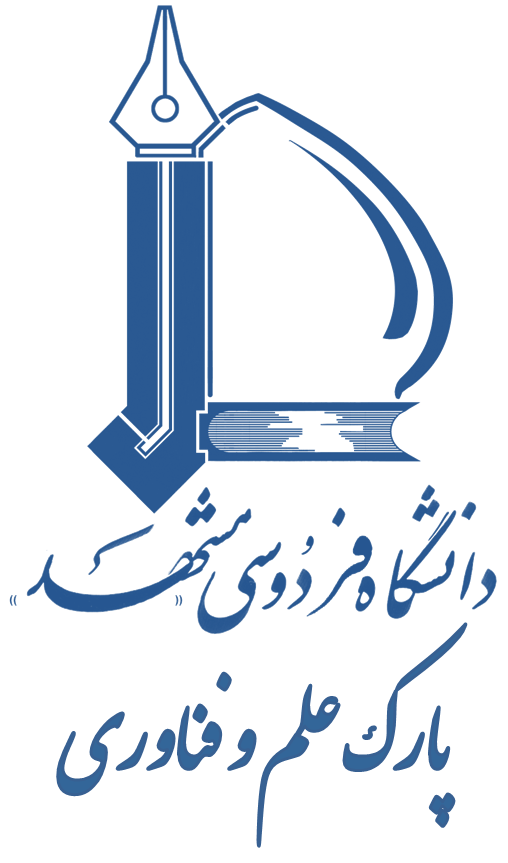 دانشگاه فردوسی مشهد «»
پارک علم و فناوری